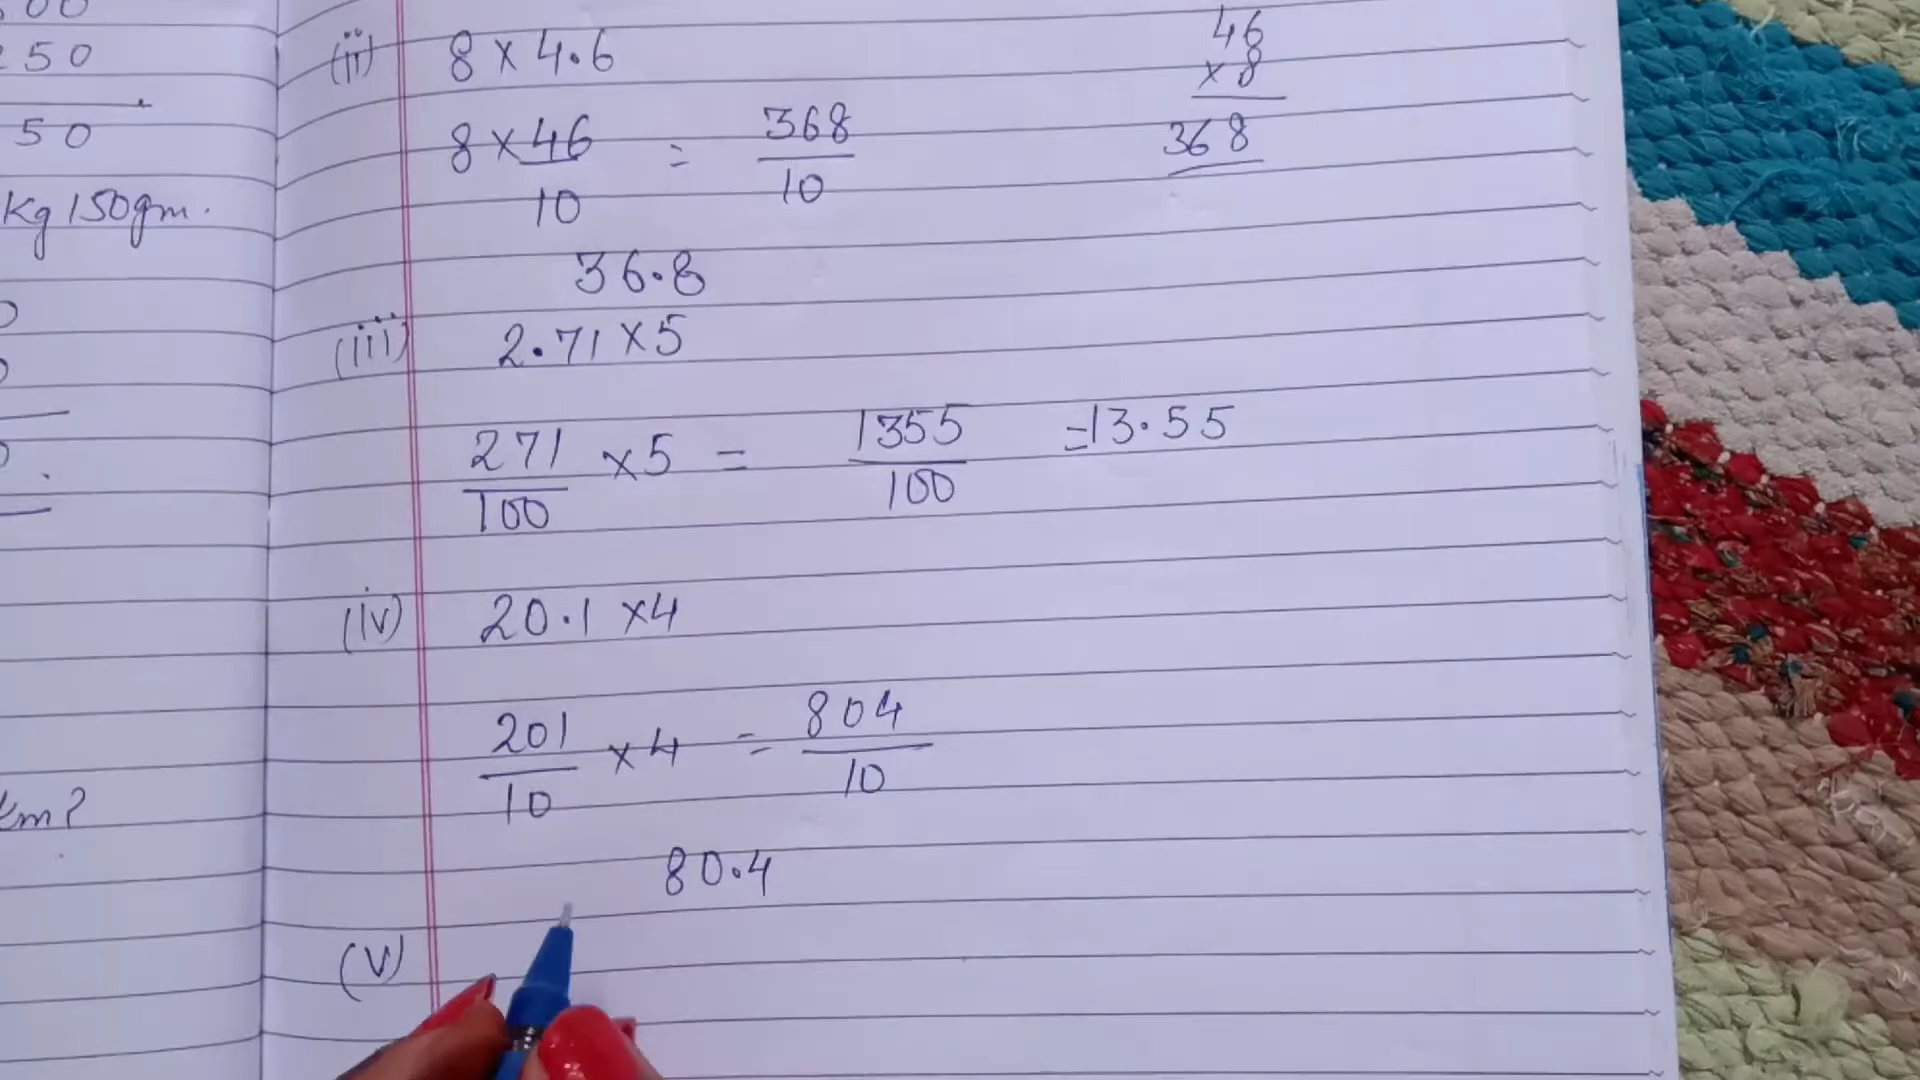 50
50
kg 150gm.
km?
(ii) 8 × 4.6
46
× 8
368
8 × 46/10 = 368/10
36.8
(iii) 2.71 × 5
271/100 × 5 = 1355/100 = 13.55
(iv) 20.1 × 4
201/10 × 4 = 804/10
80.4
(v)